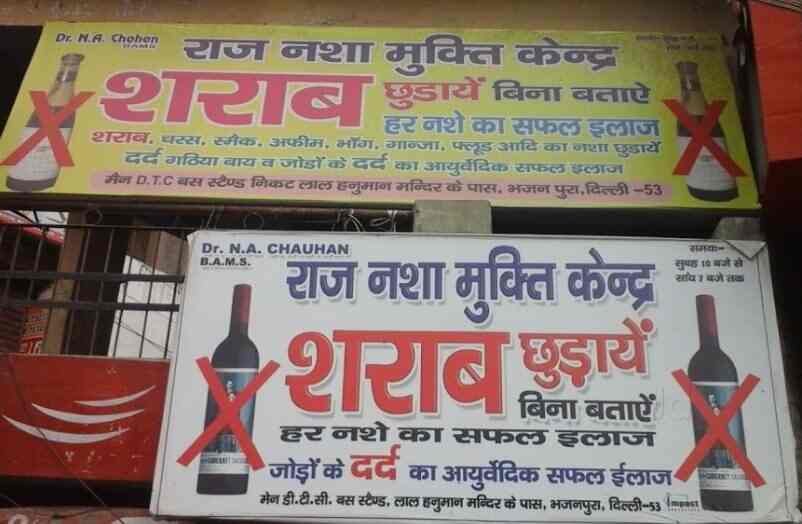 Dr. N.A. Chohen
B.A.M.S
राज नशा मुक्ति केन्द्र
शराब छुडायें बिना बताऐ
हर नशे का सफल इलाज
शराब, चरस, स्मैक, अफीम, भाँग, गान्जा, फ्लूड आदि का नशा छुडायें
दर्द गठिया बाय व जोडों के दर्द का आयुर्वेदिक सफल इलाज
मैन D.T.C बस स्टैण्ड निकट लाल हनुमान मन्दिर के पास, भजन पुरा,दिल्ली –53
Dr. N.A. CHAUHAN
B.A.M.S.
समयः-
सुबह 10 बजे से
सांय 7 बजे तक
राज नशा मुक्ति केन्द्र
शराब छुड़ायें
बिना बताऐं
हर नशे का सफल इलाज
जोड़ों के दर्द का आयुर्वेदिक सफल ईलाज
मेन डी.टी.सी. बस स्टैण्ड, लाल हनुमान मन्दिर के पास, भजनपुरा, दिल्ली–53
Impact
CABERNET